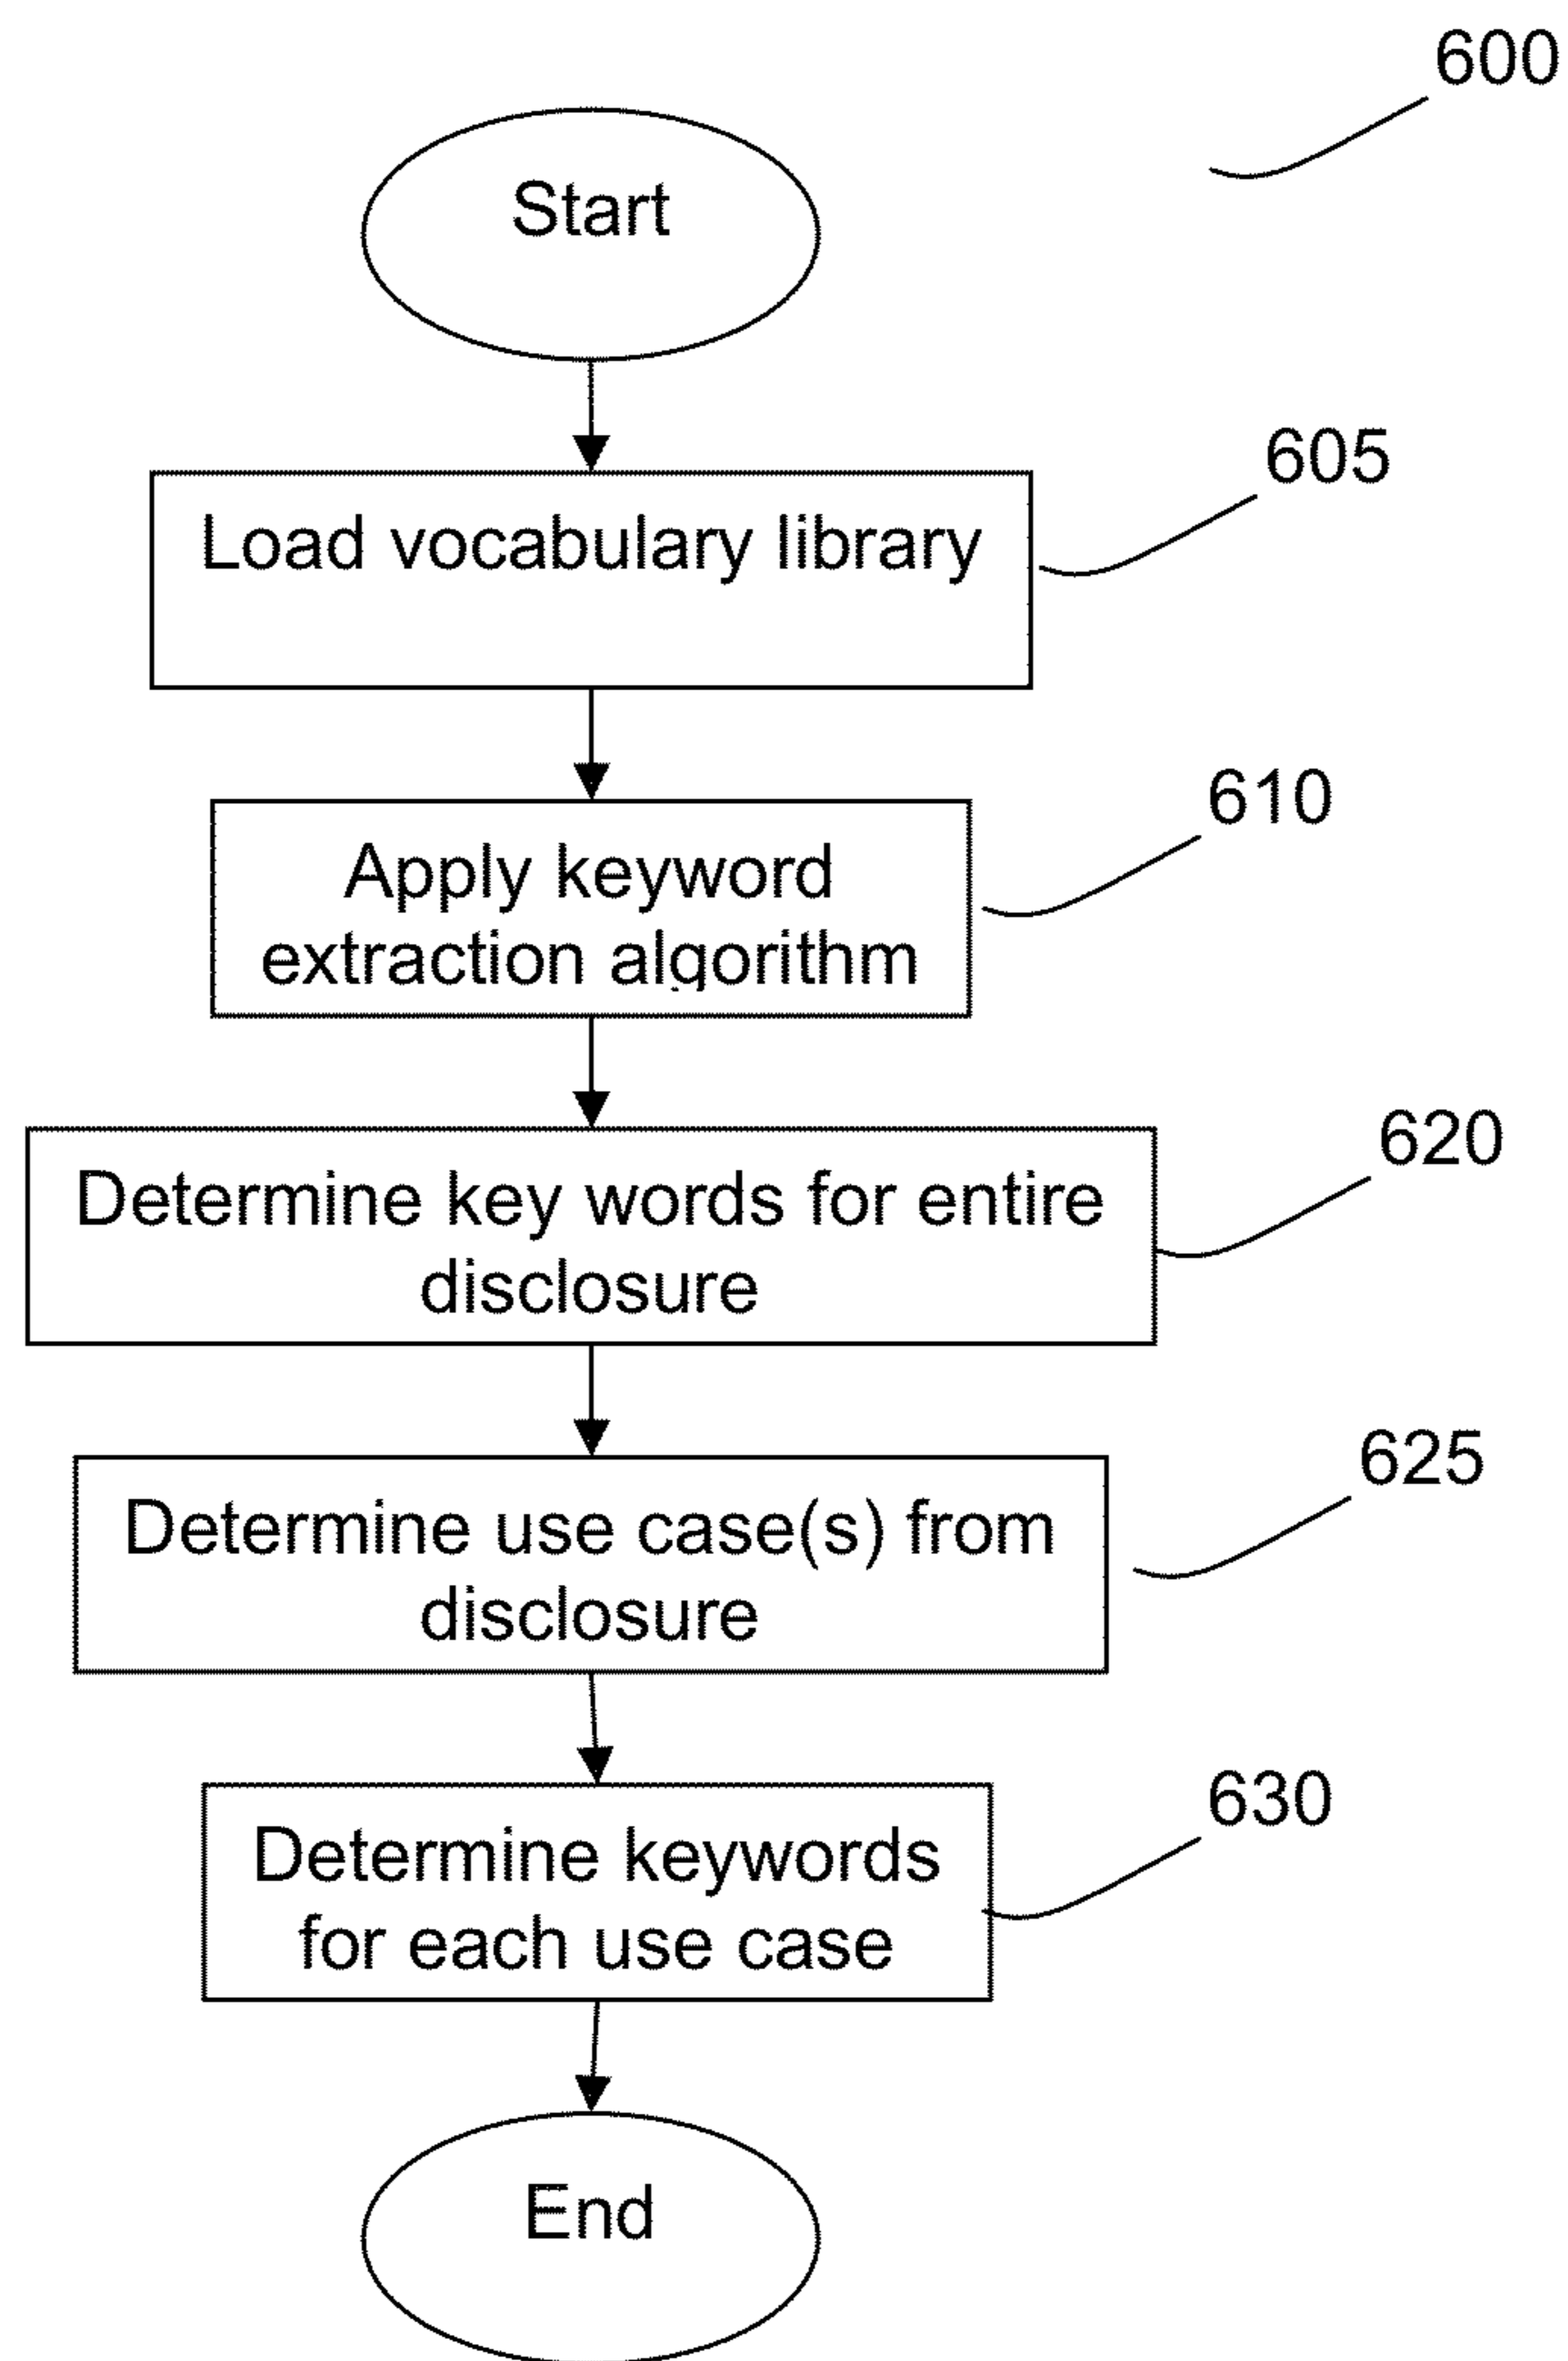 600
Start
605
Load vocabulary library
610
Apply keyword
extraction algorithm
620
Determine key words for entire
disclosure
625
Determine use case(s) from
disclosure
630
Determine keywords
for each use case
End